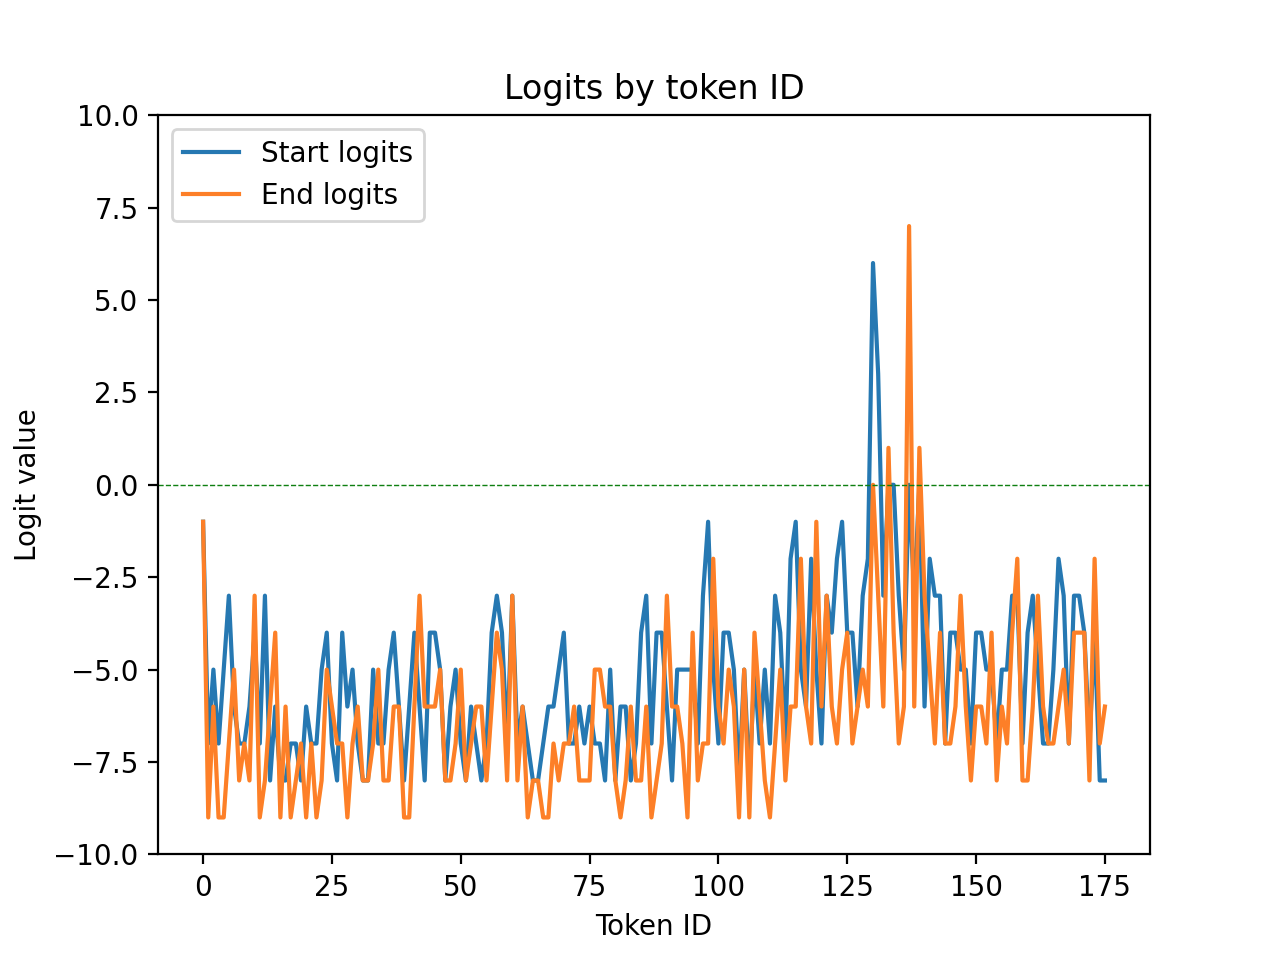 Logits by token ID
Start logits
End logits
10.0
7.5
5.0
2.5
0.0
−2.5
−5.0
−7.5
−10.0
Logit value
0 25 50 75 100 125 150 175
Token ID